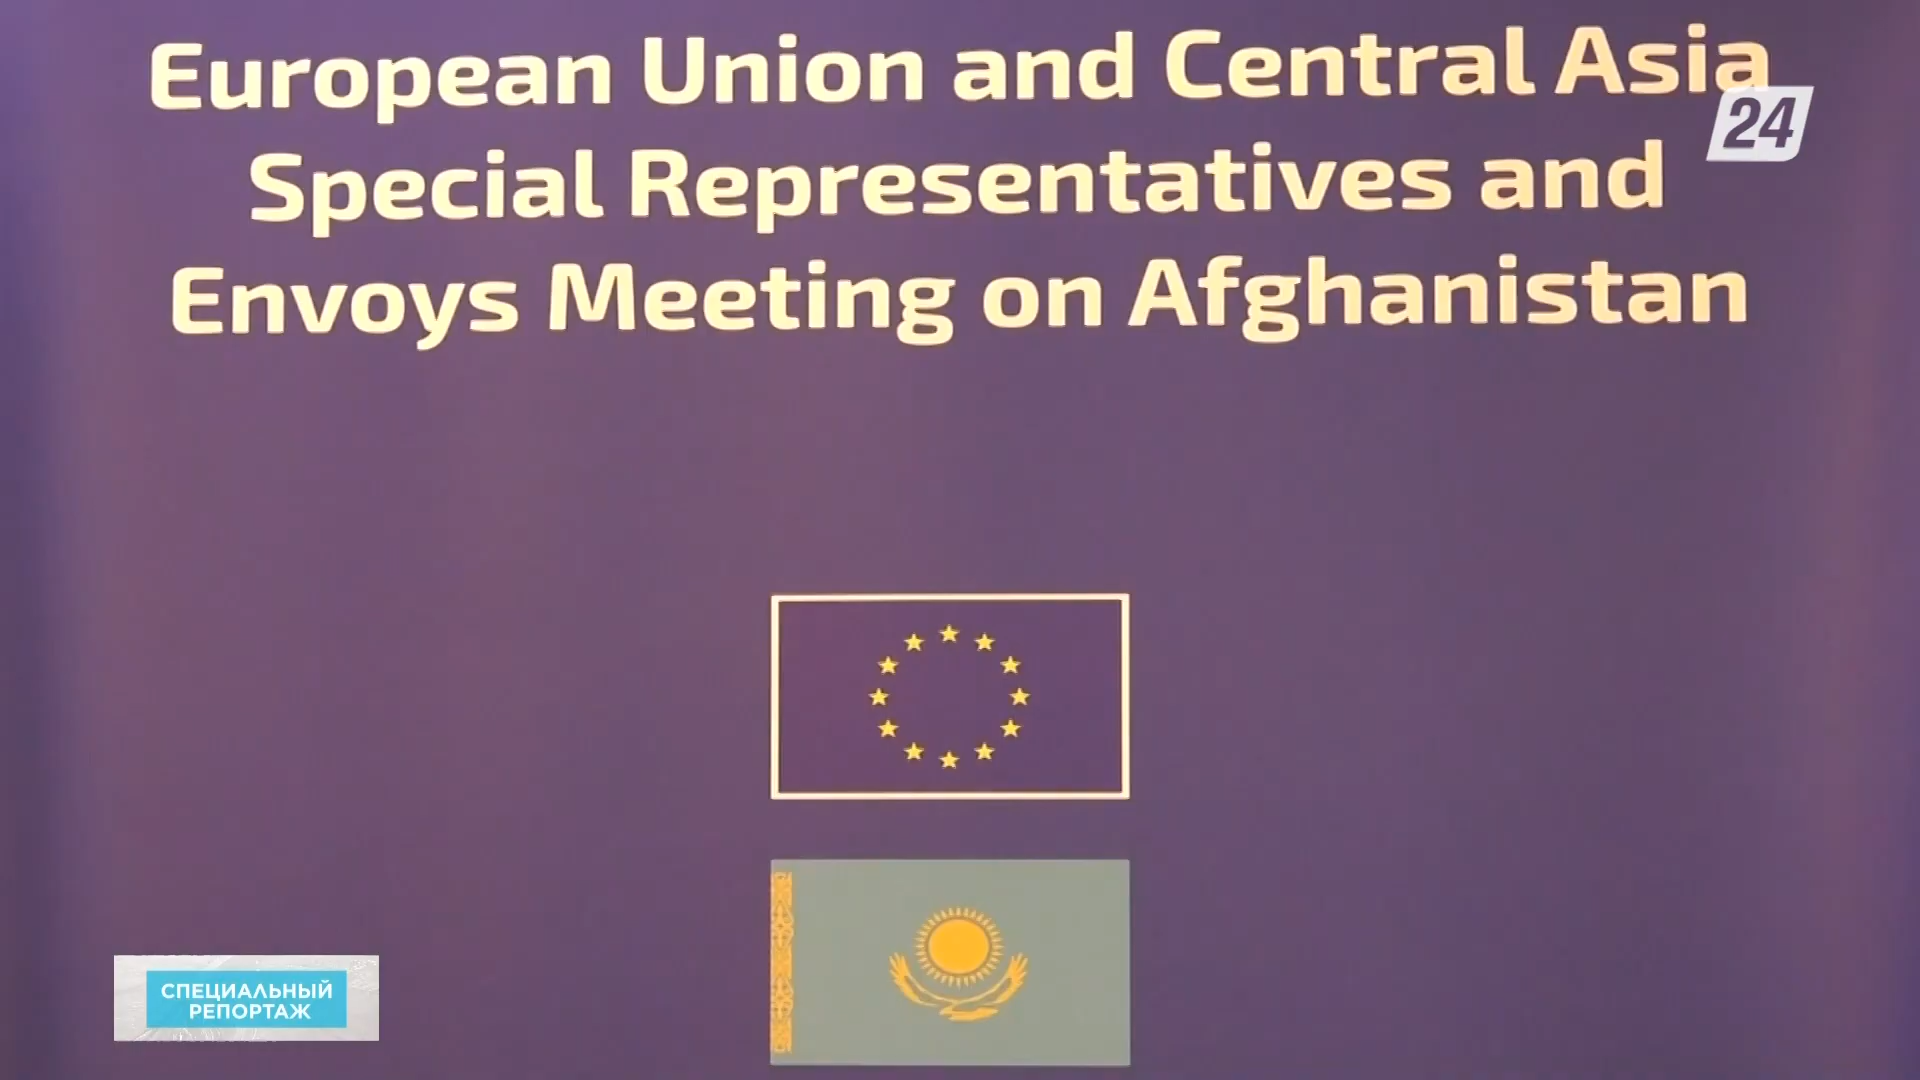 European Union and Central Asia
24
Special Representatives and
Envoys Meeting on Afghanistan
СПЕЦИАЛЬНЫЙ
РЕПОРТАЖ